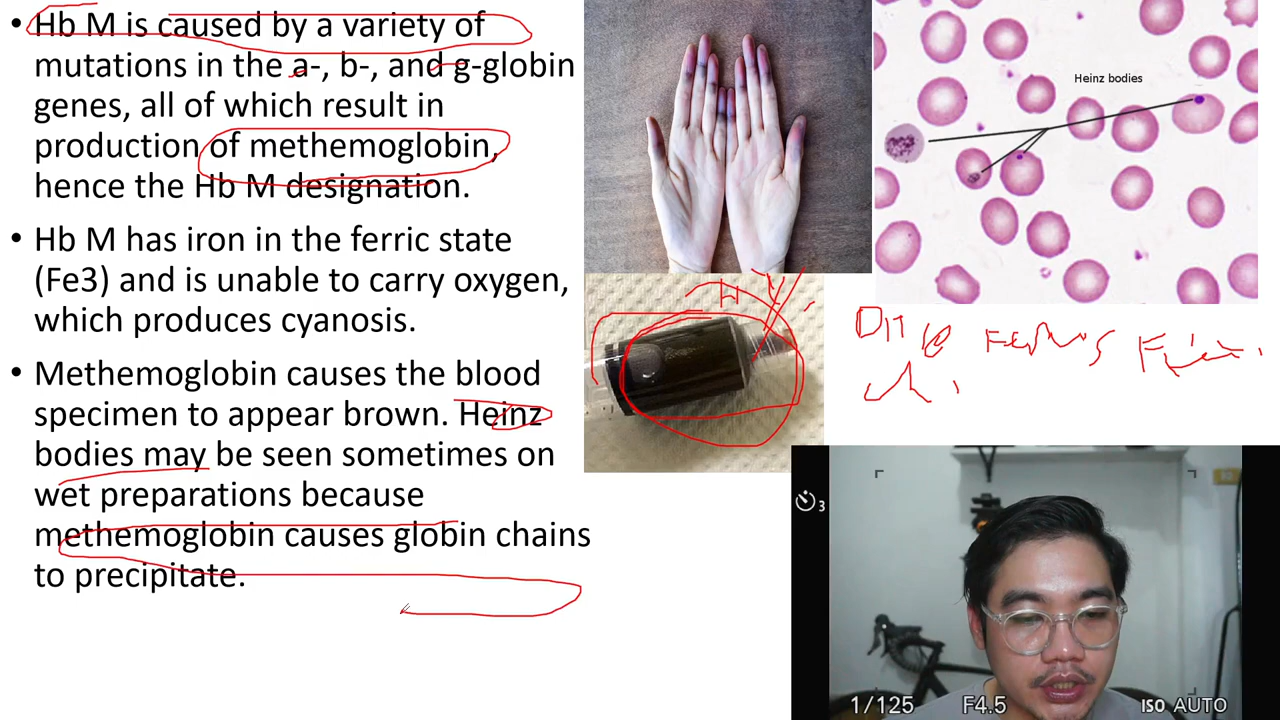 • Hb M is caused by a variety of
mutations in the a-, b-, and g-globin
genes, all of which result in
production of methemoglobin,
hence the Hb M designation.
• Hb M has iron in the ferric state
(Fe3) and is unable to carry oxygen,
which produces cyanosis.
• Methemoglobin causes the blood
specimen to appear brown. Heinz
bodies may be seen sometimes on
wet preparations because
methemoglobin causes globin chains
to precipitate.
Heinz bodies
3
1/125 F4.5 ISO AUTO